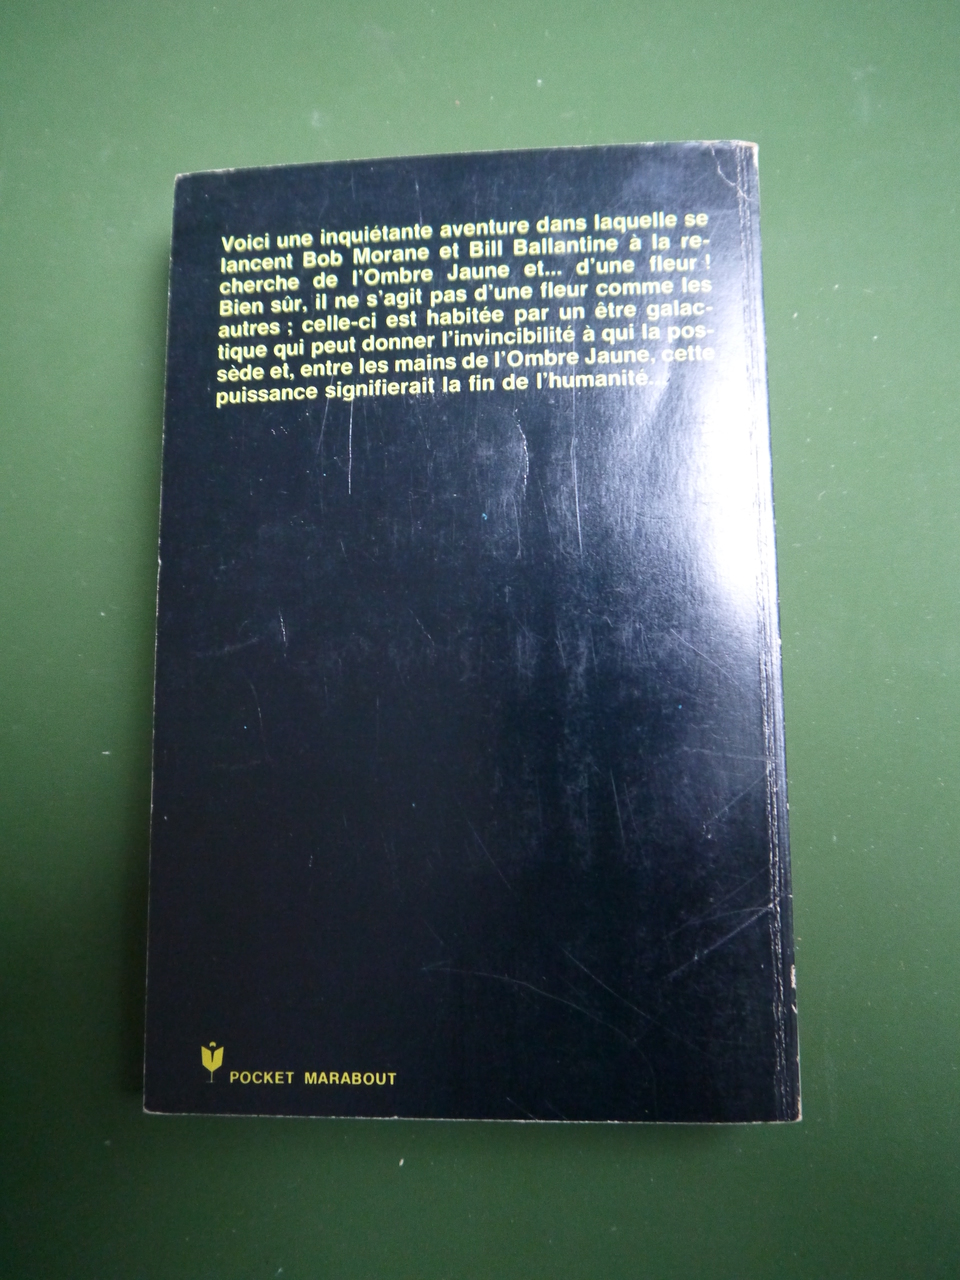 Voici une inquiétante aventure dans laquelle se
lancent Bob Morane et Bill Ballantine à la re-
cherche de l'Ombre Jaune et... d'une fleur !
Bien sûr, il ne s'agit pas d'une fleur comme les
autres ; celle-ci est habitée par un être galac-
tique qui peut donner l'invincibilité à qui la pos-
sède et, entre les mains de l'Ombre Jaune, cette
puissance signifierait la fin de l'humanité...
POCKET MARABOUT